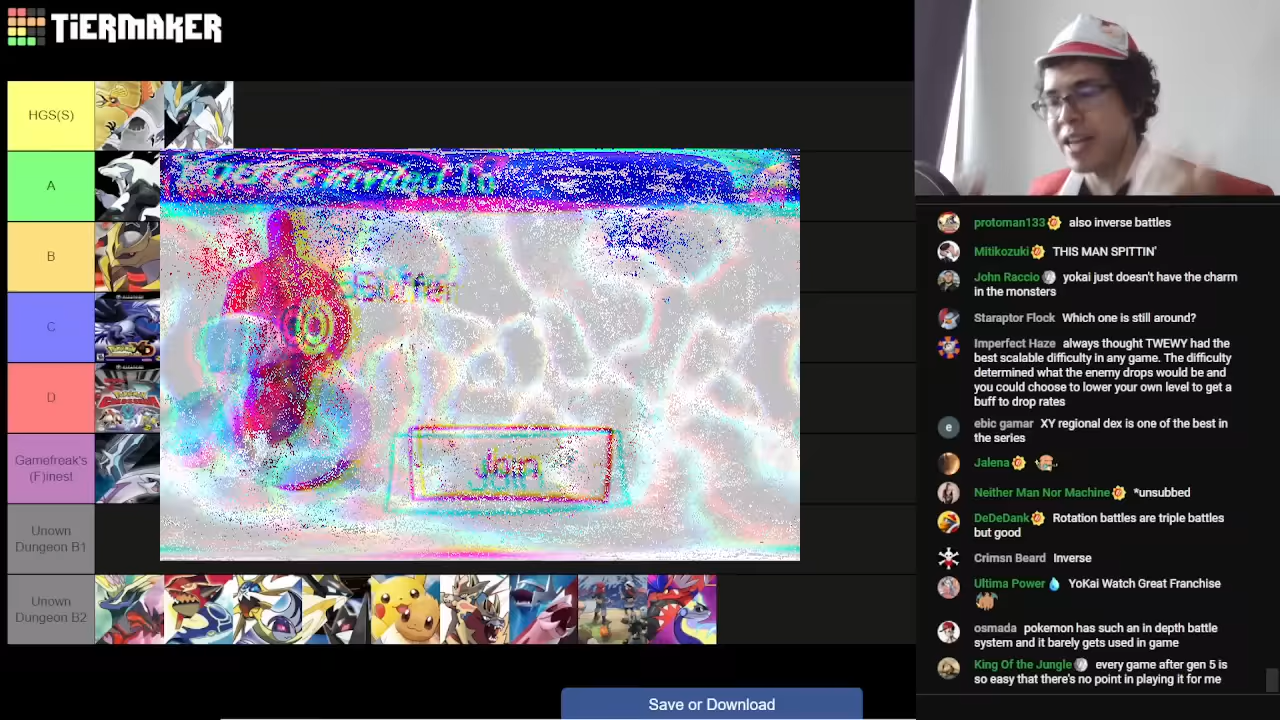 TiERMAKER
HGS(S)
A
B
C
D
Gamefreak's
(F)inest
Unown
Dungeon B1
Unown
Dungeon B2
You're invited To
Join
Save or Download
protoman133 also inverse battles
Mitikozuki THIS MAN SPITTIN'
John Raccio yokai just doesn't have the charm
in the monsters
Staraptor Flock Which one is still around?
Imperfect Haze always thought TWEWY had the
best scalable difficulty in any game. The difficulty
determined what the enemy drops would be and
you could choose to lower your own level to get a
buff to drop rates
e
ebic gamar XY regional dex is one of the best in
the series
Jalena
Neither Man Nor Machine *unsubbed
DeDeDank Rotation battles are triple battles
but good
Crimsn Beard Inverse
Ultima Power YoKai Watch Great Franchise
osmada pokemon has such an in depth battle
system and it barely gets used in game
King Of the Jungle every game after gen 5 is
so easy that there's no point in playing it for me